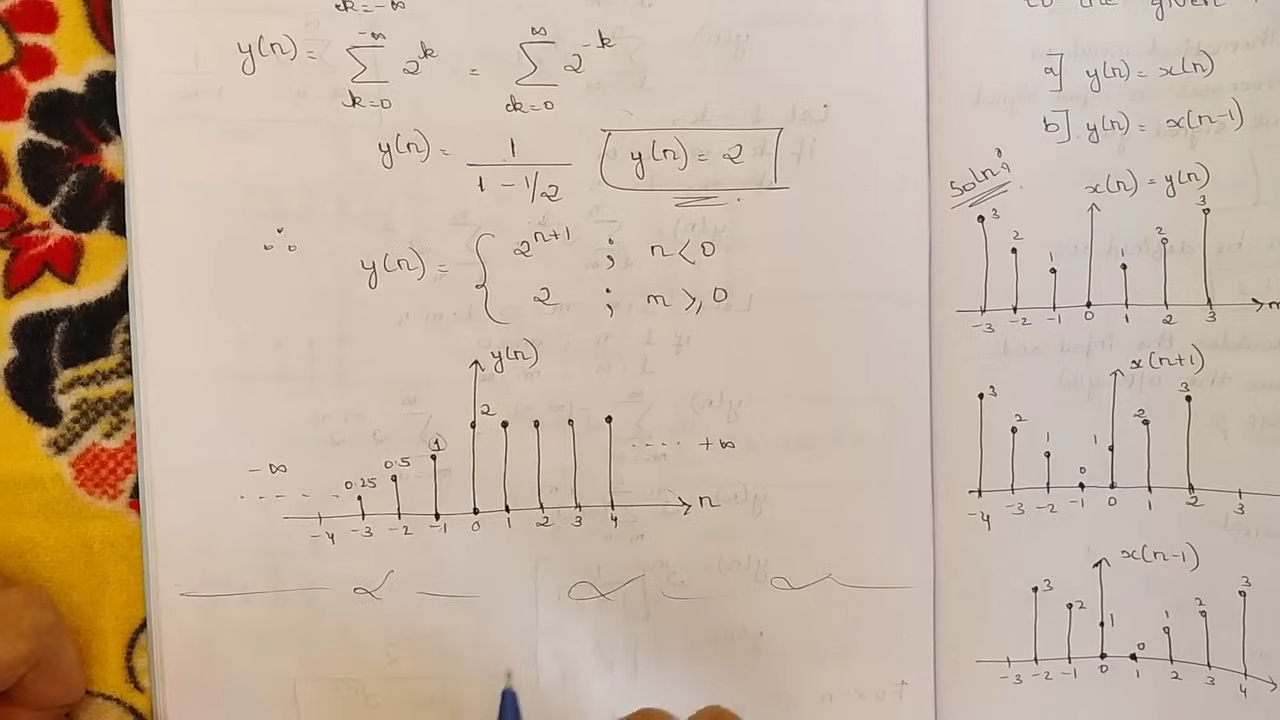 k=-∞
y(n) = -∞ Σ k=0 2^k = ∞ Σ k=0 2^-k
y(n) = 1 / 1 - 1/2 y(n) = 2
∴ y(n) = { 2^n+1 ; n<0
2 ; n ≥ 0
y(n)
2
1
0.5
0.25
-∞ .... .... +∞
-4 -3 -2 -1 0 1 2 3 4 n
to the given
a] y(n) = x(n)
b] y(n) = x(n-1)
Soln:
x(n) = y(n)
3 2 1 1 2 3
-3 -2 -1 0 1 2 3 n
x(n+1)
3 2 1 0 1 2 3
-4 -3 -2 -1 0 1 2 3
x(n-1)
3 2 1 0 1 2 3
-3 -2 -1 0 1 2 3 4